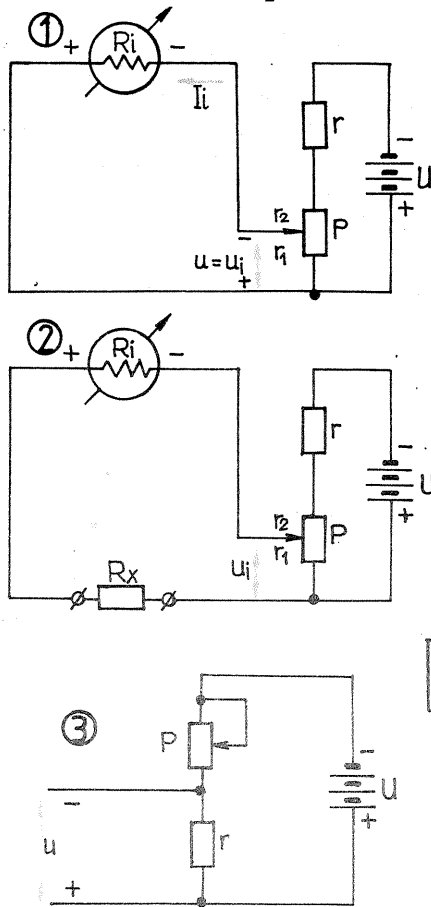 ①
+ Ri -
Ii
r
-
U
+
r₂
P
-
r₁
u=ui
+
②
+ Ri -
r
-
U
+
r₂
P
r₁
ui
Rx
③
P
-
U
+
-
r
u
+